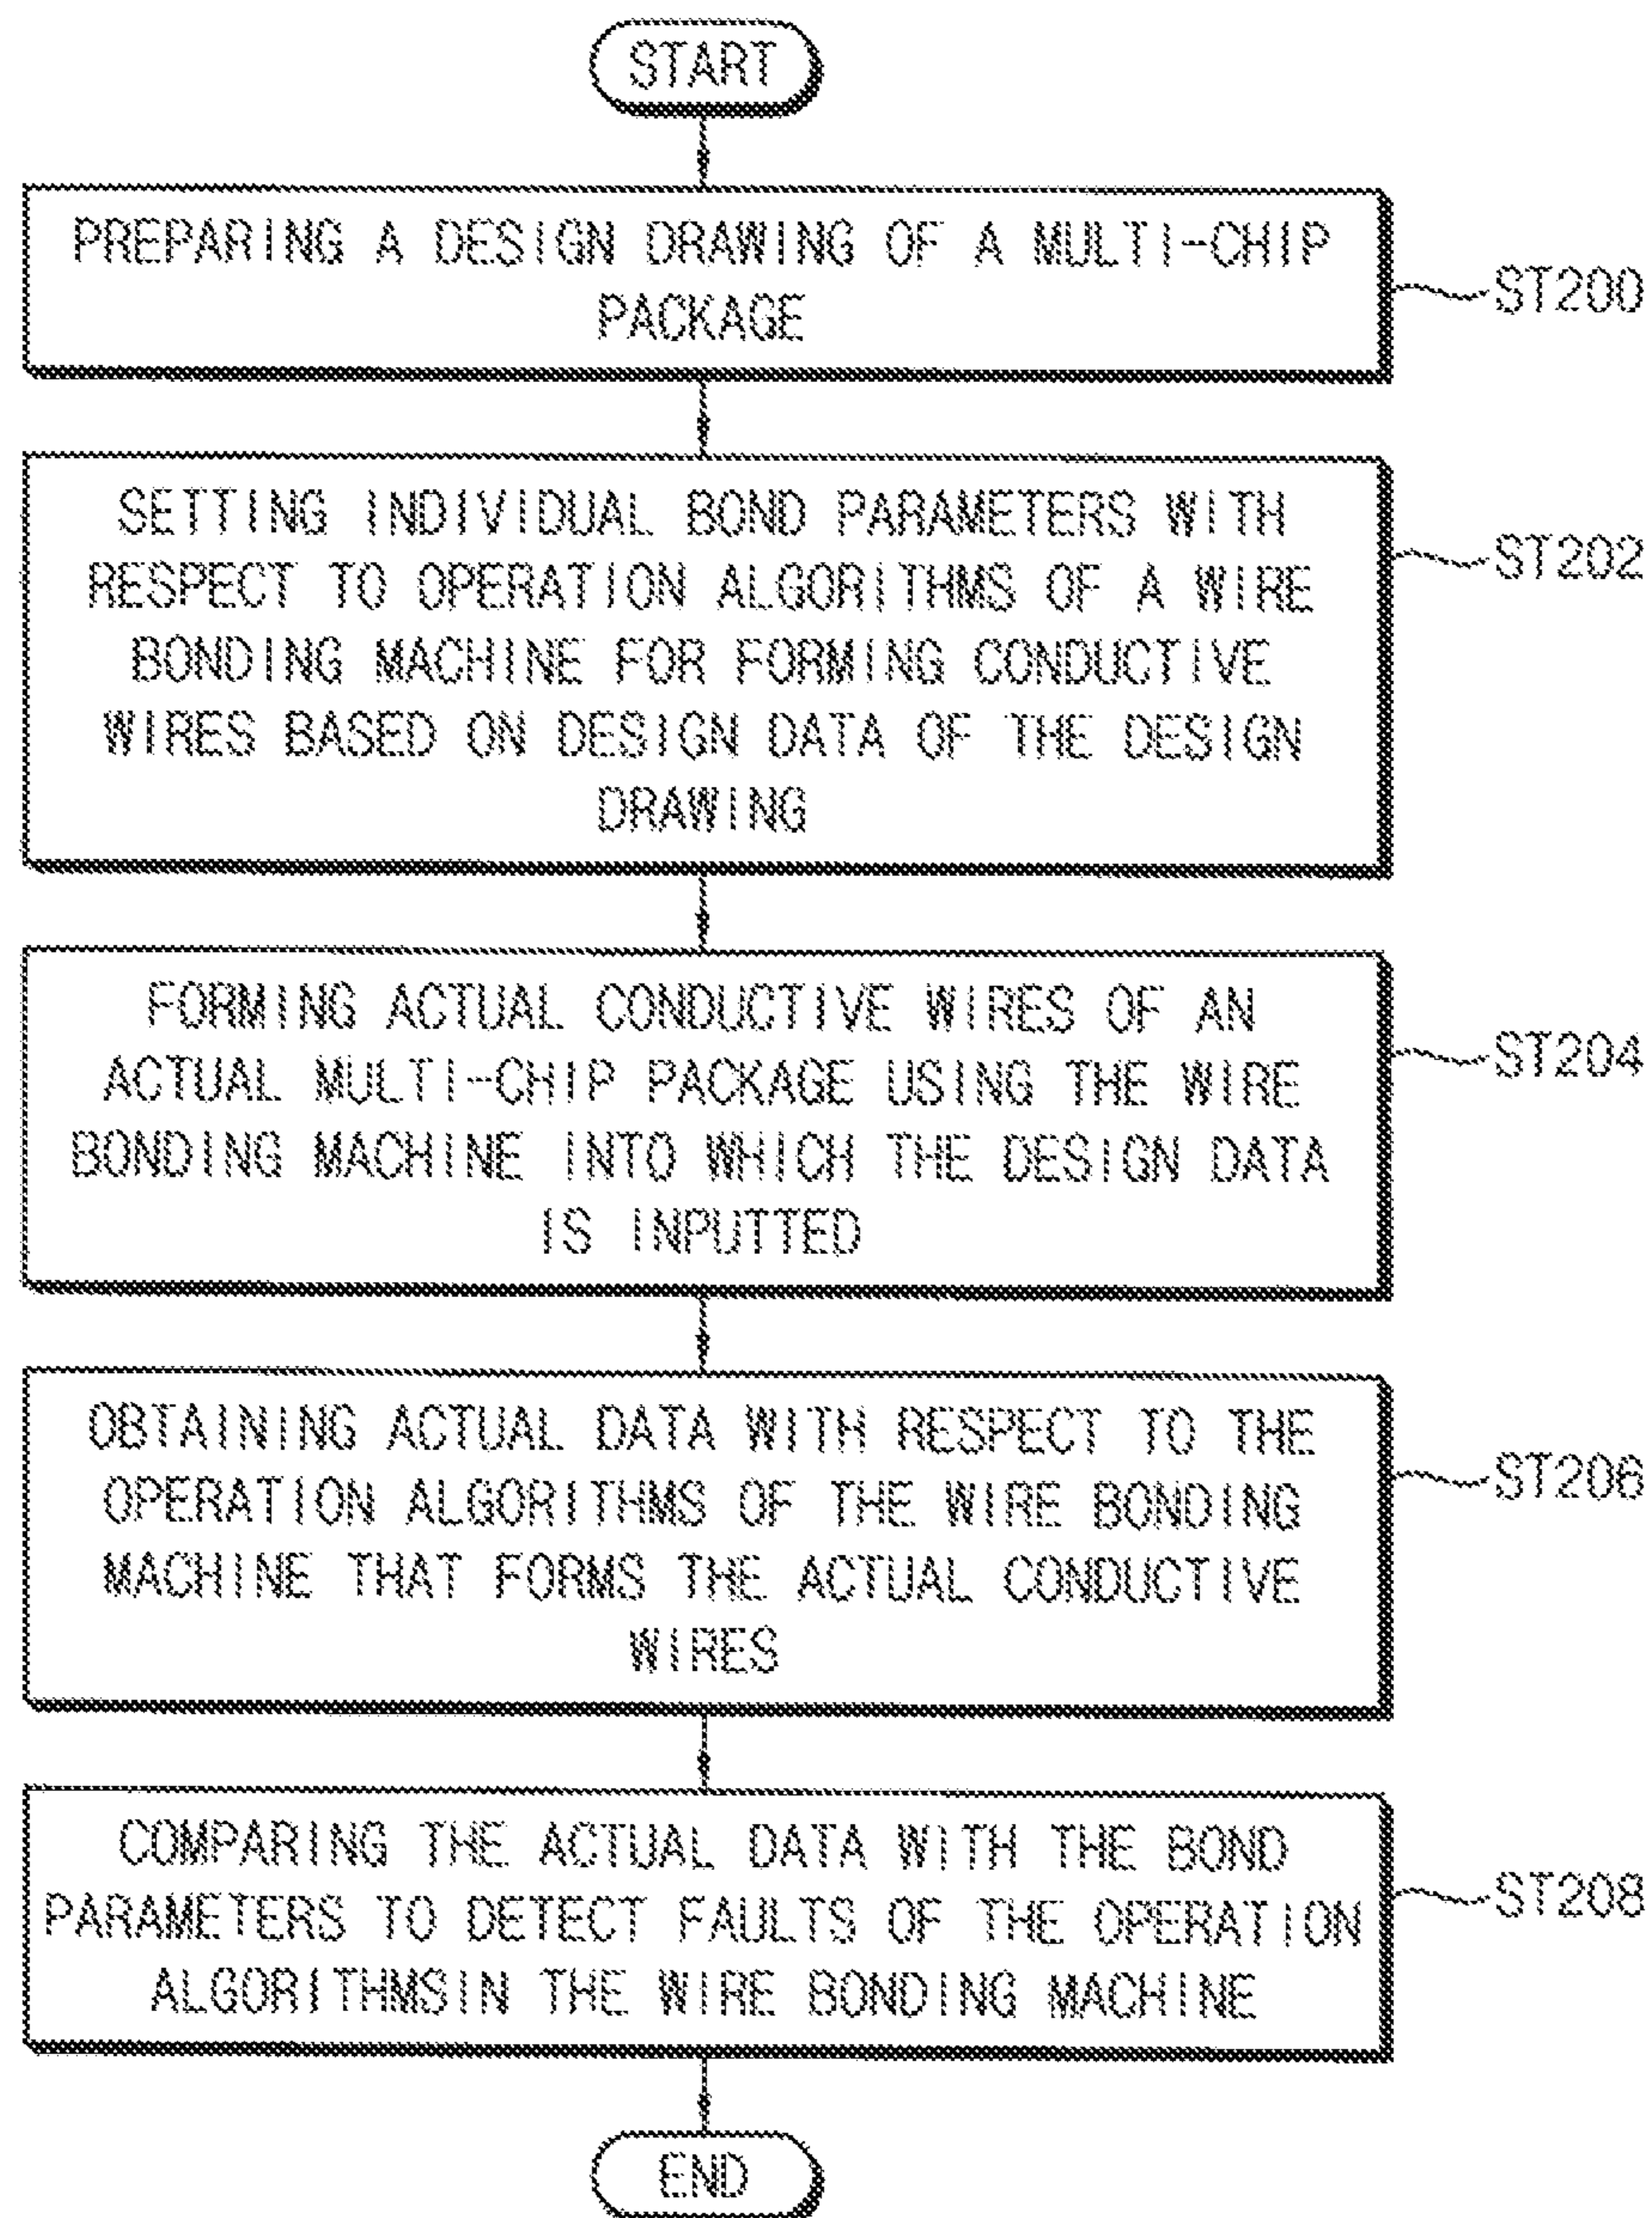 START
PREPARING A DESIGN DRAWING OF A MULTI-CHIP
PACKAGE
ST200
SETTING INDIVIDUAL BOND PARAMETERS WITH
RESPECT TO OPERATION ALGORITHMS OF A WIRE
BONDING MACHINE FOR FORMING CONDUCTIVE
WIRES BASED ON DESIGN DATA OF THE DESIGN
DRAWING
ST202
FORMING ACTUAL CONDUCTIVE WIRES OF AN
ACTUAL MULTI-CHIP PACKAGE USING THE WIRE
BONDING MACHINE INTO WHICH THE DESIGN DATA
IS INPUTTED
ST204
OBTAINING ACTUAL DATA WITH RESPECT TO THE
OPERATION ALGORITHMS OF THE WIRE BONDING
MACHINE THAT FORMS THE ACTUAL CONDUCTIVE
WIRES
ST206
COMPARING THE ACTUAL DATA WITH THE BOND
PARAMETERS TO DETECT FAULTS OF THE OPERATION
ALGORITHMSIN THE WIRE BONDING MACHINE
ST208
END